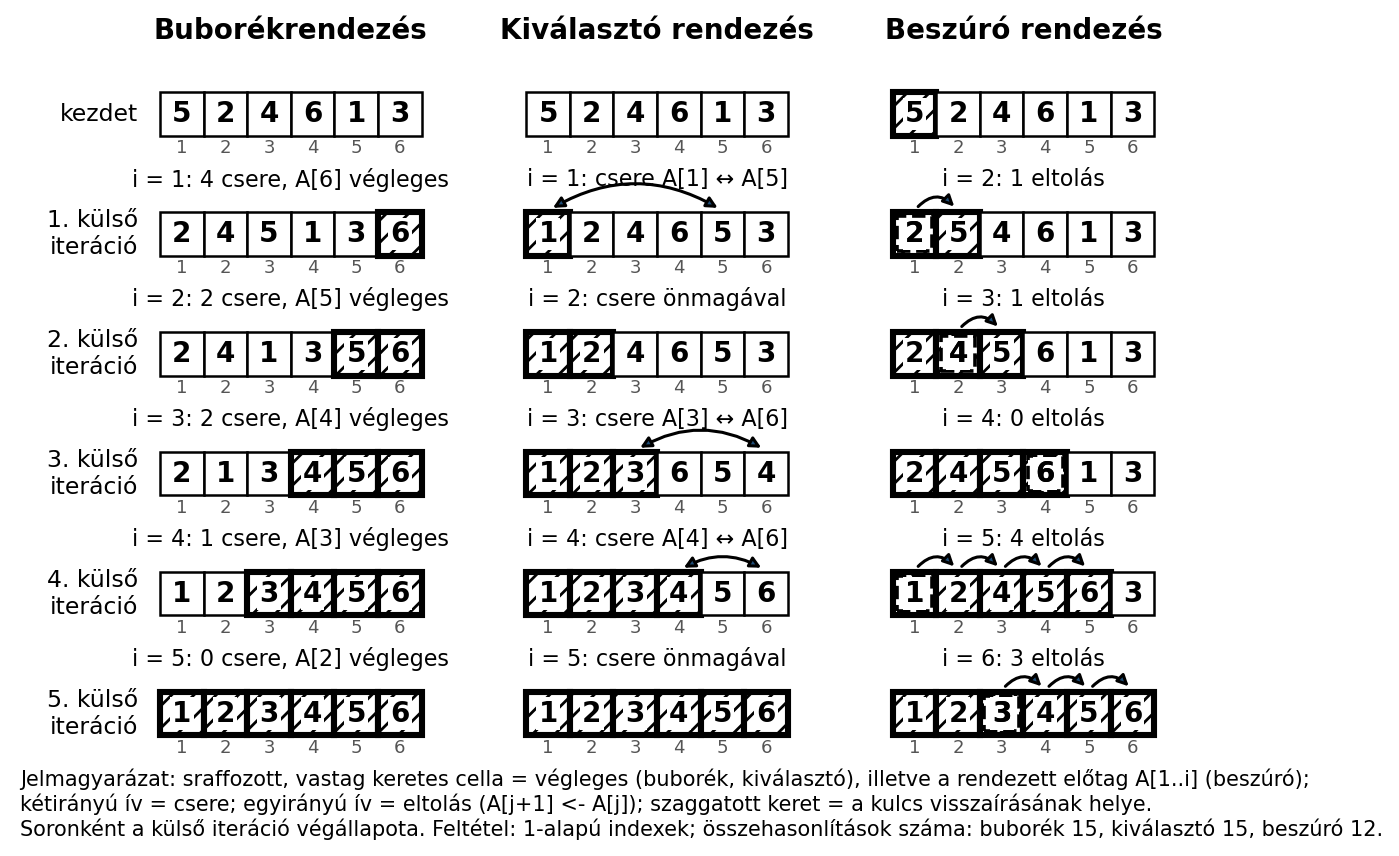 Buborékrendezés Kiválasztó rendezés Beszúró rendezés
kezdet 5 2 4 6 1 3 5 2 4 6 1 3 5 2 4 6 1 3
1 2 3 4 5 6 1 2 3 4 5 6 1 2 3 4 5 6
i = 1: 4 csere, A[6] végleges i = 1: csere A[1] ↔ A[5] i = 2: 1 eltolás
1. külső
iteráció 2 4 5 1 3 6 1 2 4 6 5 3 2 5 4 6 1 3
1 2 3 4 5 6 1 2 3 4 5 6 1 2 3 4 5 6
i = 2: 2 csere, A[5] végleges i = 2: csere önmagával i = 3: 1 eltolás
2. külső
iteráció 2 4 1 3 5 6 1 2 4 6 5 3 2 4 5 6 1 3
1 2 3 4 5 6 1 2 3 4 5 6 1 2 3 4 5 6
i = 3: 2 csere, A[4] végleges i = 3: csere A[3] ↔ A[6] i = 4: 0 eltolás
3. külső
iteráció 2 1 3 4 5 6 1 2 3 6 5 4 2 4 5 6 1 3
1 2 3 4 5 6 1 2 3 4 5 6 1 2 3 4 5 6
i = 4: 1 csere, A[3] végleges i = 4: csere A[4] ↔ A[6] i = 5: 4 eltolás
4. külső
iteráció 1 2 3 4 5 6 1 2 3 4 5 6 1 2 4 5 6 3
1 2 3 4 5 6 1 2 3 4 5 6 1 2 3 4 5 6
i = 5: 0 csere, A[2] végleges i = 5: csere önmagával i = 6: 3 eltolás
5. külső
iteráció 1 2 3 4 5 6 1 2 3 4 5 6 1 2 3 4 5 6
1 2 3 4 5 6 1 2 3 4 5 6 1 2 3 4 5 6
Jelmagyarázat: sraffozott, vastag keretes cella = végleges (buborék, kiválasztó), illetve a rendezett előtag A[1..i] (beszúró);
kétirányú ív = csere; egyirányú ív = eltolás (A[j+1] <- A[j]); szaggatott keret = a kulcs visszaírásának helye.
Soronként a külső iteráció végállapota. Feltétel: 1-alapú indexek; összehasonlítások száma: buborék 15, kiválasztó 15, beszúró 12.